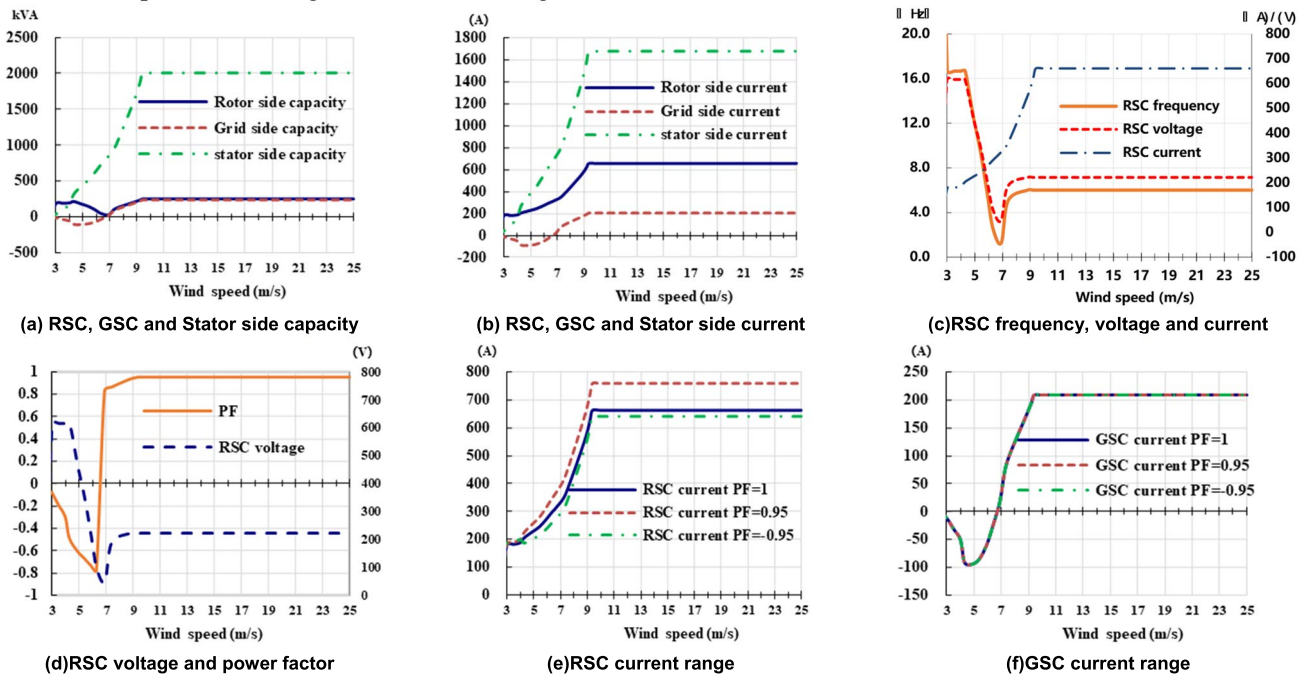 kVA
2500
2000
1500
1000
500
0
-500
3 5 7 9 11 13 15 17 19 21 23 25
Rotor side capacity
Grid side capacity
stator side capacity
Wind speed (m/s)
(a) RSC, GSC and Stator side capacity
(A)
1800
1600
1400
1200
1000
800
600
400
200
0
-200
3 5 7 9 11 13 15 17 19 21 23 25
Rotor side current
Grid side current
stator side current
Wind speed (m/s)
(b) RSC, GSC and Stator side current
Hz
A) / (V)
20.0
16.0
12.0
8.0
4.0
0.0
800
700
600
500
400
300
200
100
0
-100
3 5 7 9 11 13 15 17 19 21 23 25
RSC frequency
RSC voltage
RSC current
Wind speed (m/s)
(c)RSC frequency, voltage and current
(V)
1
0.8
0.6
0.4
0.2
0
-0.2
-0.4
-0.6
-0.8
-1
800
700
600
500
400
300
200
100
0
3 5 7 9 11 13 15 17 19 21 23 25
PF
RSC voltage
Wind speed (m/s)
(d)RSC voltage and power factor
(A)
800
700
600
500
400
300
200
100
0
3 5 7 9 11 13 15 17 19 21 23 25
RSC current PF=1
RSC current PF=0.95
RSC current PF=-0.95
Wind speed (m/s)
(e)RSC current range
(A)
250
200
150
100
50
0
-50
-100
-150
3 5 7 9 11 13 15 17 19 21 23 25
GSC current PF=1
GSC current PF=0.95
GSC current PF=-0.95
Wind speed (m/s)
(f)GSC current range